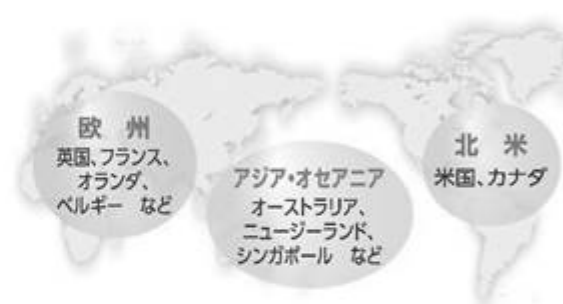 欧 州
英国、フランス、
オランダ、
ベルギー など
アジア・オセアニア
オーストラリア、
ニュージーランド、
シンガポール など
北 米
米国、カナダ